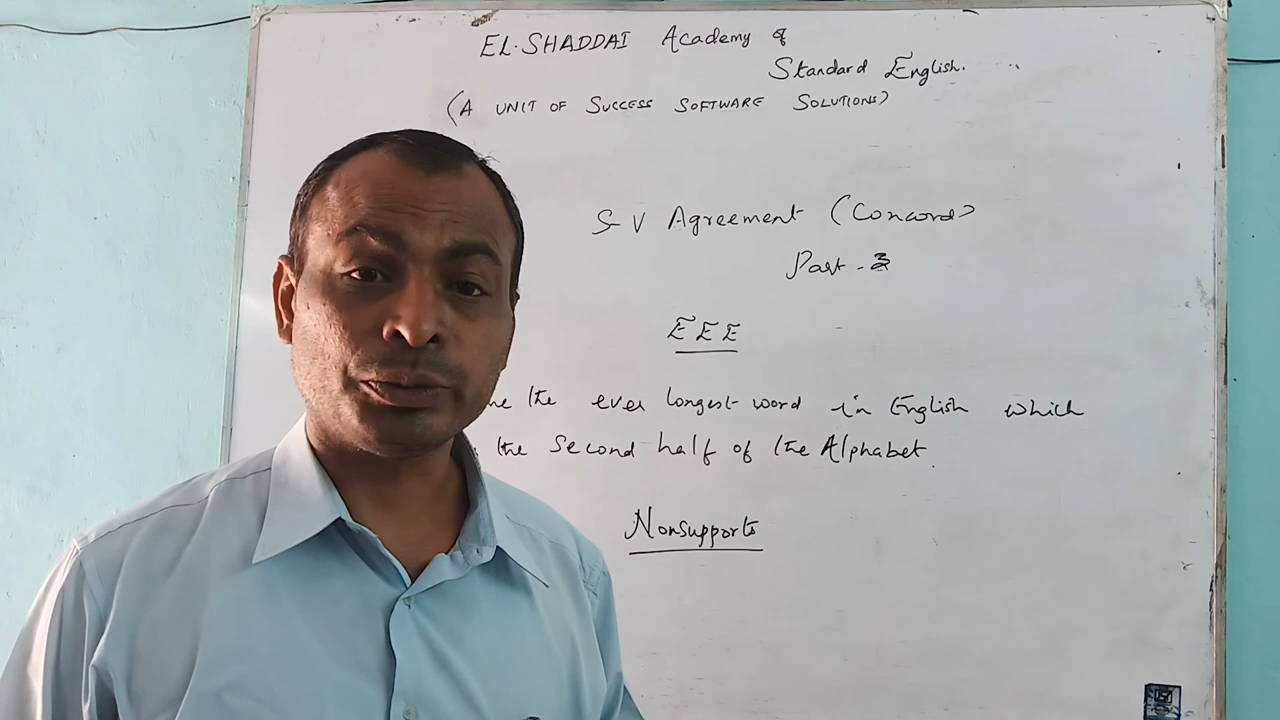 EL.SHADDAI Academy of
Standard English.
(A UNIT OF SUCCESS SOFTWARE SOLUTIONS)
S V Agreement (Concord)
Part - 3
EEE
the ever longest word in English which
the second half of the Alphabet.
Nonsupports